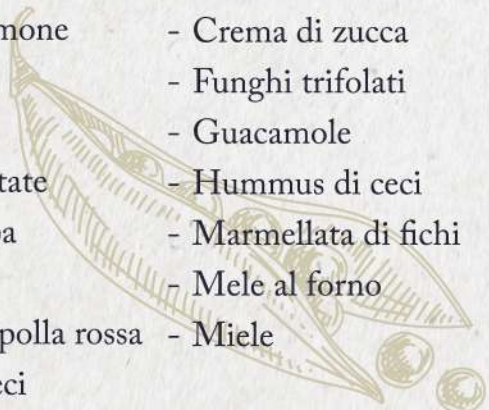 mone - Crema di zucca
- Funghi trifolati
- Guacamole
tate - Hummus di ceci
a - Marmellata di fichi
- Mele al forno
polla rossa - Miele
eci